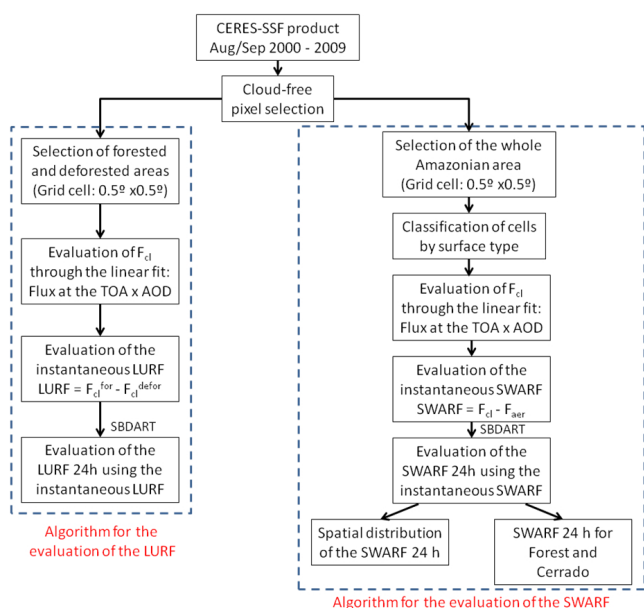 CERES-SSF product
Aug/Sep 2000 - 2009
Cloud-free
pixel selection
Selection of forested
and deforested areas
(Grid cell: 0.5º x0.5º)
Evaluation of Fcl
through the linear fit:
Flux at the TOA x AOD
Evaluation of the
instantaneous LURF
LURF = Fcl^for - Fcl^defor
SBDART
Evaluation of the
LURF 24h using the
instantaneous LURF
Algorithm for the
evaluation of the LURF
Selection of the whole
Amazonian area
(Grid cell: 0.5º x0.5º)
Classification of cells
by surface type
Evaluation of Fcl
through the linear fit:
Flux at the TOA x AOD
Evaluation of the
instantaneous SWARF
SWARF = Fcl - Faer
SBDART
Evaluation of the
SWARF 24h using the
instantaneous SWARF
Spatial distribution
of the SWARF 24 h
SWARF 24 h for
Forest and
Cerrado
Algorithm for the evaluation of the SWARF